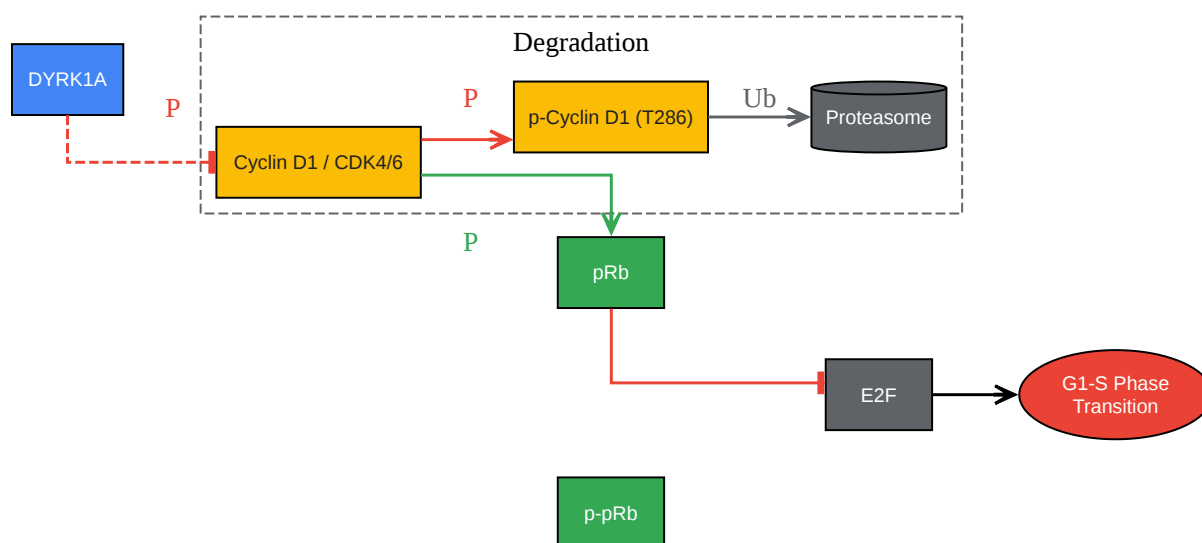 Degradation
DYRK1A
P
P
p-Cyclin D1 (T286)
Ub
Proteasome
Cyclin D1 / CDK4/6
P
pRb
E2F
G1-S Phase
Transition
p-pRb